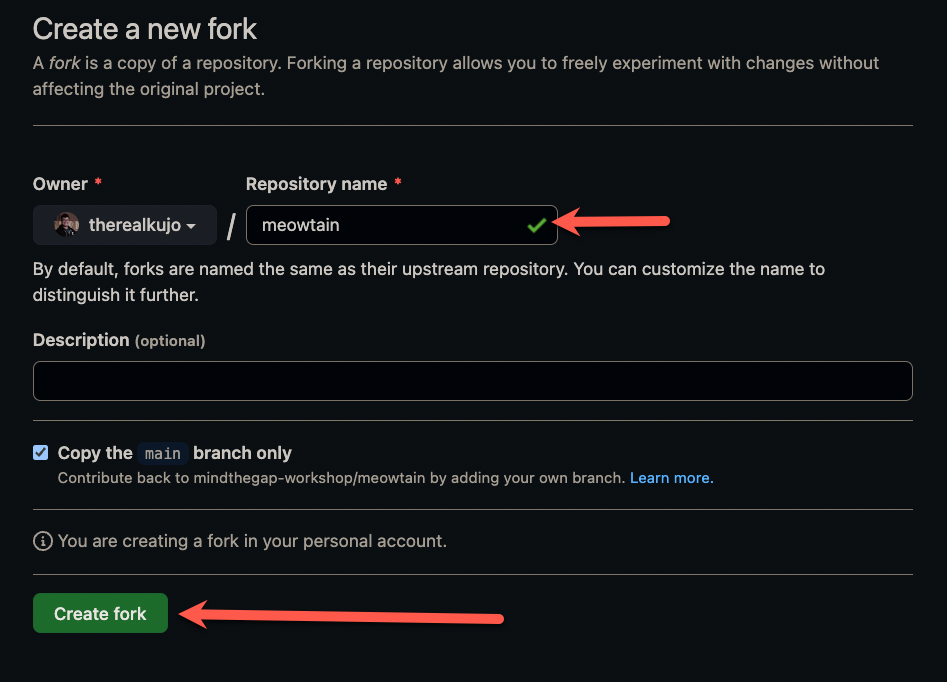 Create a new fork
A fork is a copy of a repository. Forking a repository allows you to freely experiment with changes without
affecting the original project.
Owner * Repository name *
therealkujo / meowtain
By default, forks are named the same as their upstream repository. You can customize the name to
distinguish it further.
Description (optional)
Copy the main branch only
Contribute back to mindthegap-workshop/meowtain by adding your own branch. Learn more.
You are creating a fork in your personal account.
Create fork